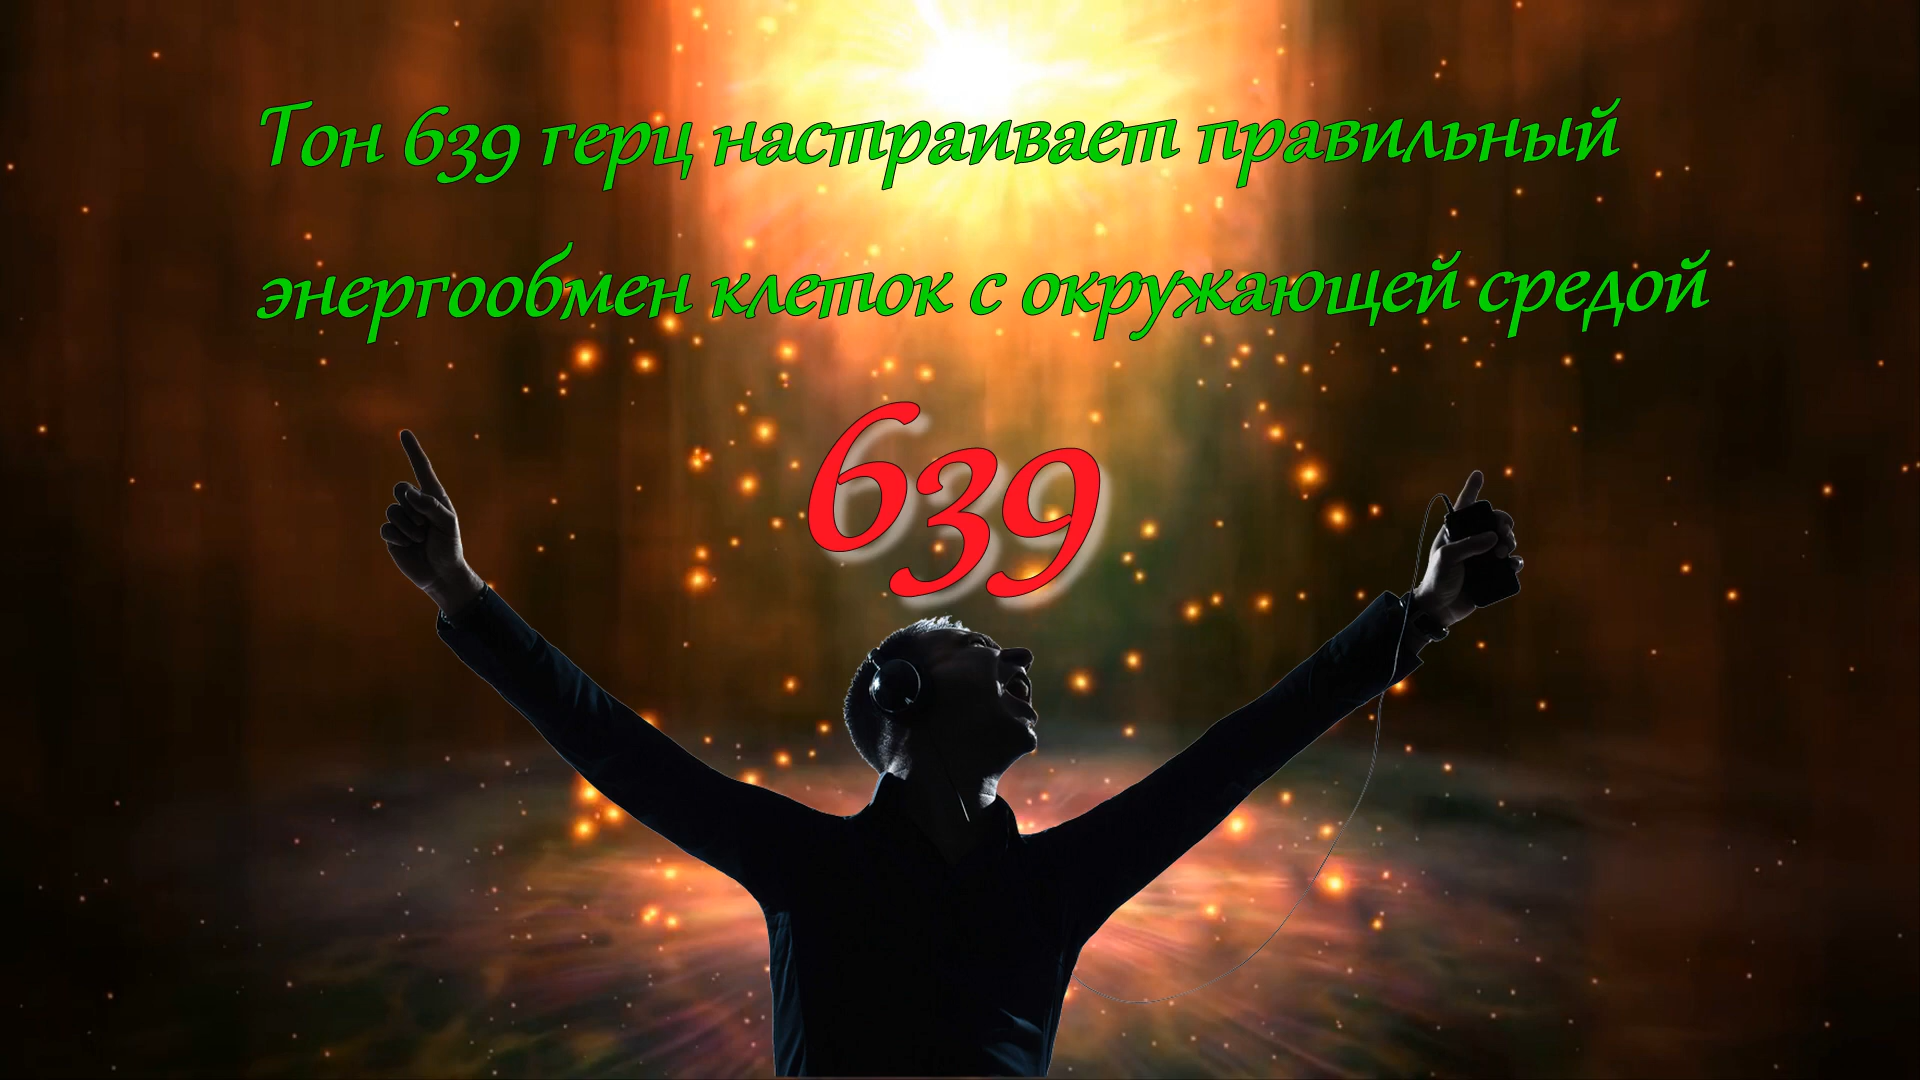 Тон 639 герц настраивает правильный
энергообмен клеток с окружающей средой
639